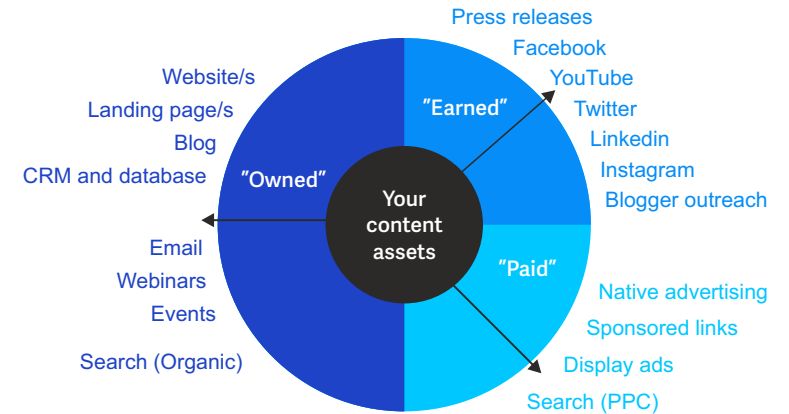 Press releases
Facebook
YouTube
Twitter
Linkedin
Instagram
Blogger outreach
"Earned"
Website/s
Landing page/s
Blog
CRM and database
"Owned"
Email
Webinars
Events
Search (Organic)
Your
content
assets
"Paid"
Native advertising
Sponsored links
Display ads
Search (PPC)